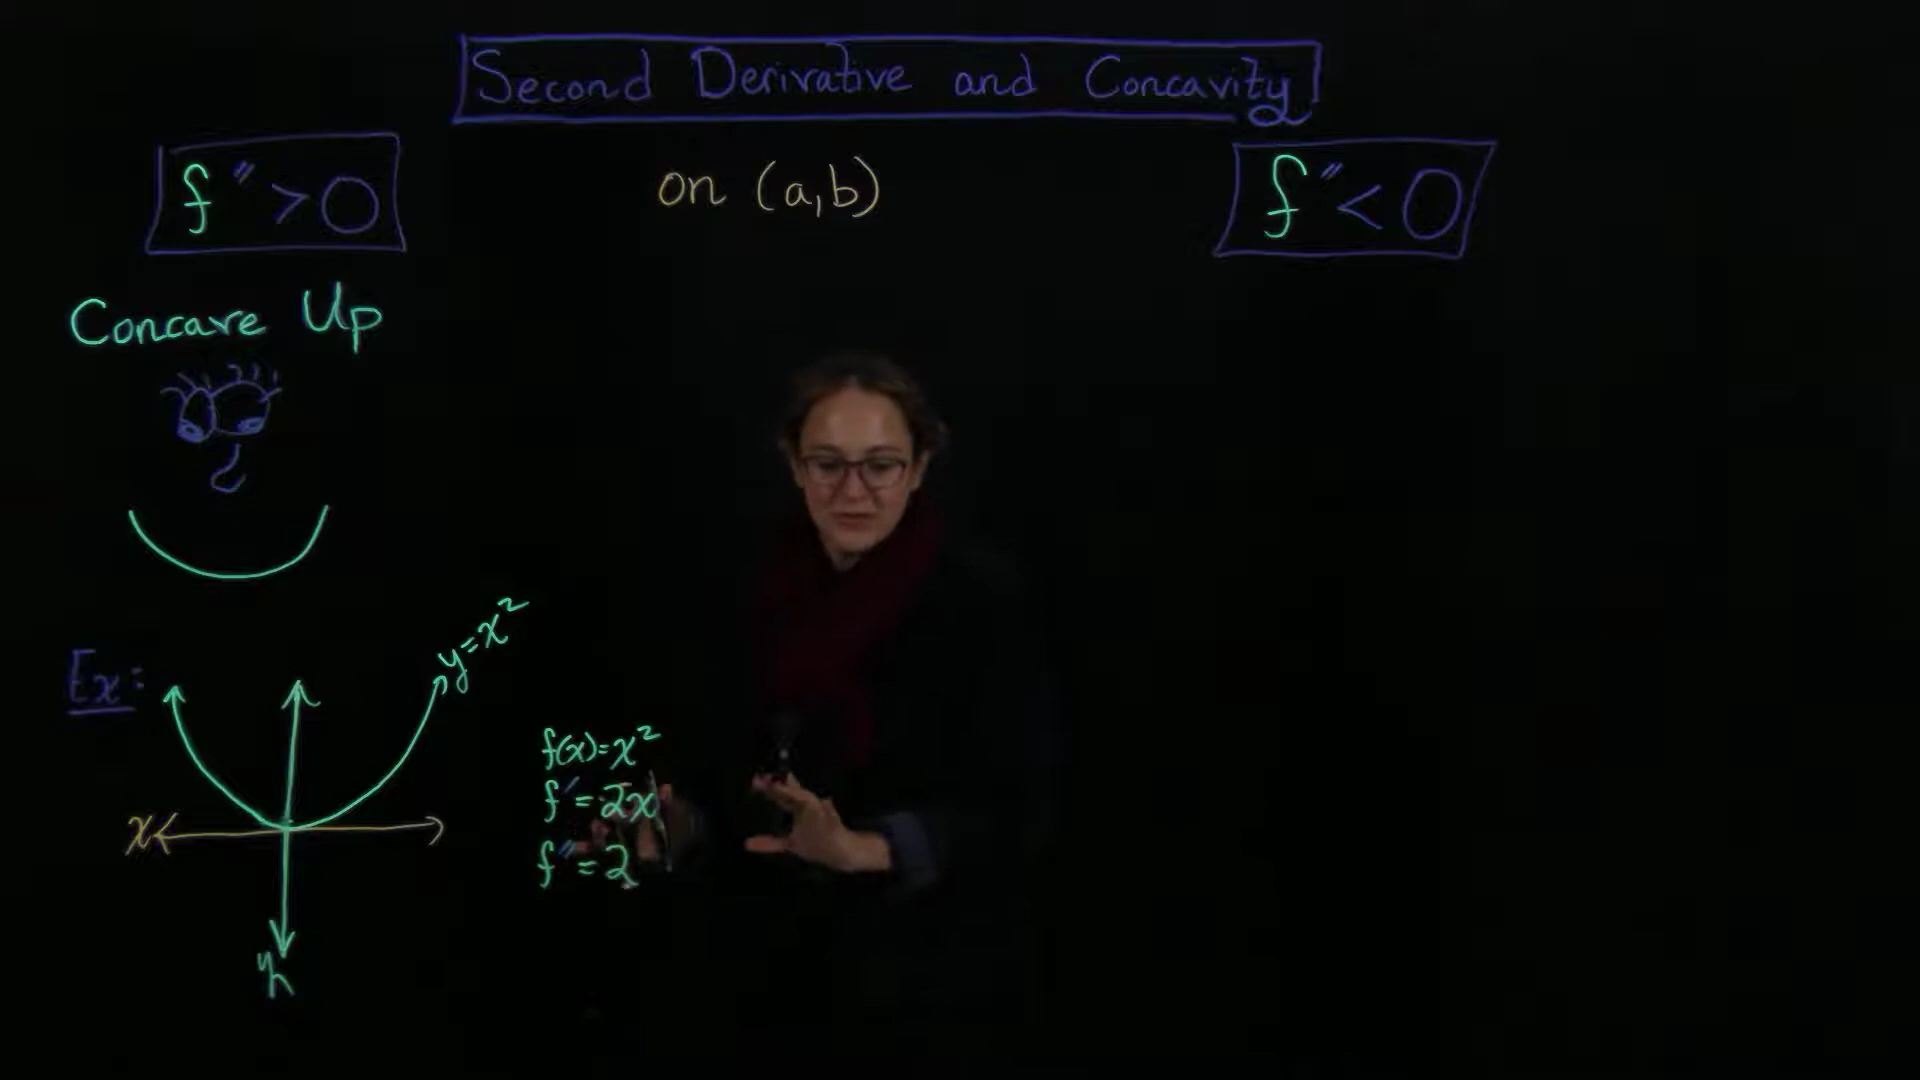 Second Derivative and Concavity
f″ > 0
on (a,b)
f″ < 0
Concave Up
Ex:
y=x²
x
y
f(x)=x²
f′ = 2x
f″ = 2